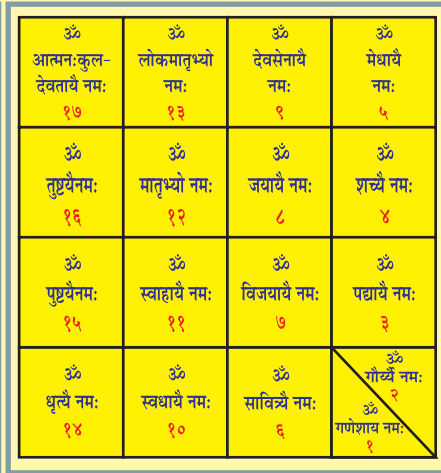 ॐ
आत्मनःकुल-
देवतायै नमः
१७
ॐ
लोकमातृभ्यो
नमः
१३
ॐ
देवसेनायै
नमः
९
ॐ
मेधायै
नमः
५
ॐ
तुष्टयैनमः
१६
ॐ
मातृभ्यो नमः
१२
ॐ
जयायै नमः
८
ॐ
शच्यै नमः
४
ॐ
पुष्टयैनमः
१५
ॐ
स्वाहायै नमः
११
ॐ
विजयायै नमः
७
ॐ
पद्यायै नमः
३
ॐ
धृत्यै नमः
१४
ॐ
स्वधायै नमः
१०
ॐ
सावित्र्यै नमः
६
ॐ
गौर्य्यै नमः
२
ॐ
गणेशाय नमः
१